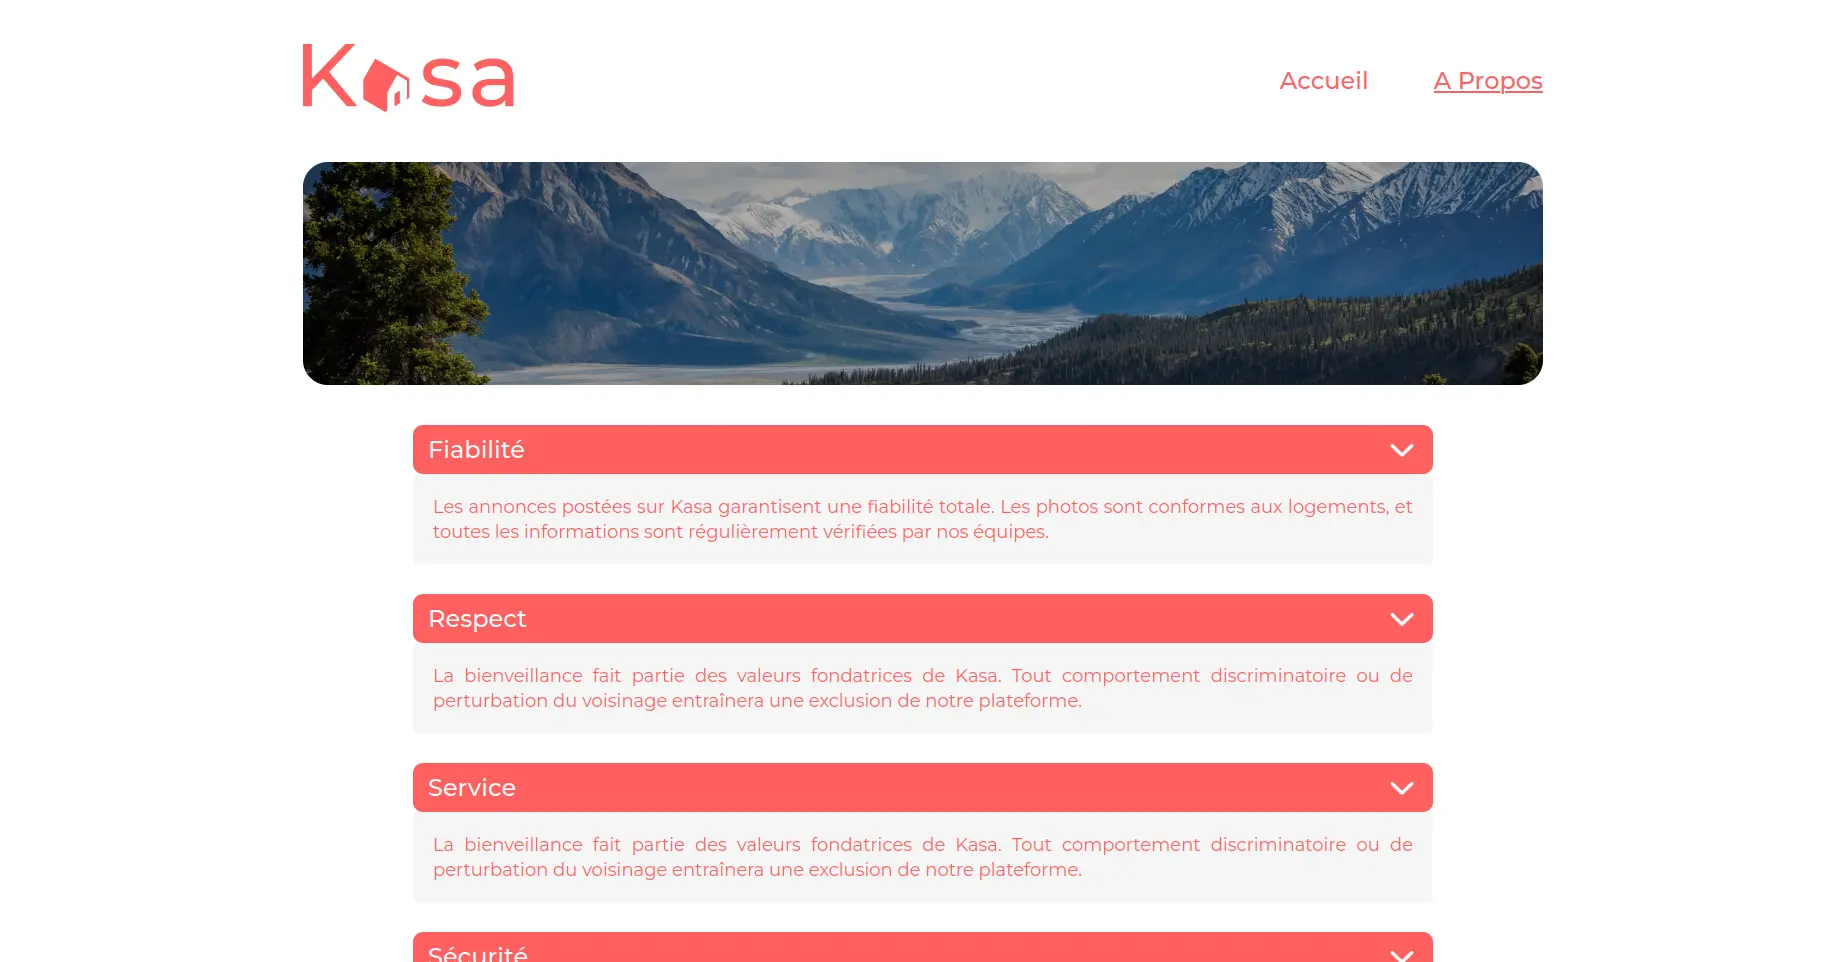 Kasa
Accueil
A Propos
Fiabilité
Les annonces postées sur Kasa garantisent une fiabilité totale. Les photos sont conformes aux logements, et
toutes les informations sont régulièrement vérifiées par nos équipes.
Respect
La bienveillance fait partie des valeurs fondatrices de Kasa. Tout comportement discriminatoire ou de
perturbation du voisinage entraînera une exclusion de notre plateforme.
Service
La bienveillance fait partie des valeurs fondatrices de Kasa. Tout comportement discriminatoire ou de
perturbation du voisinage entraînera une exclusion de notre plateforme.
Sécurité